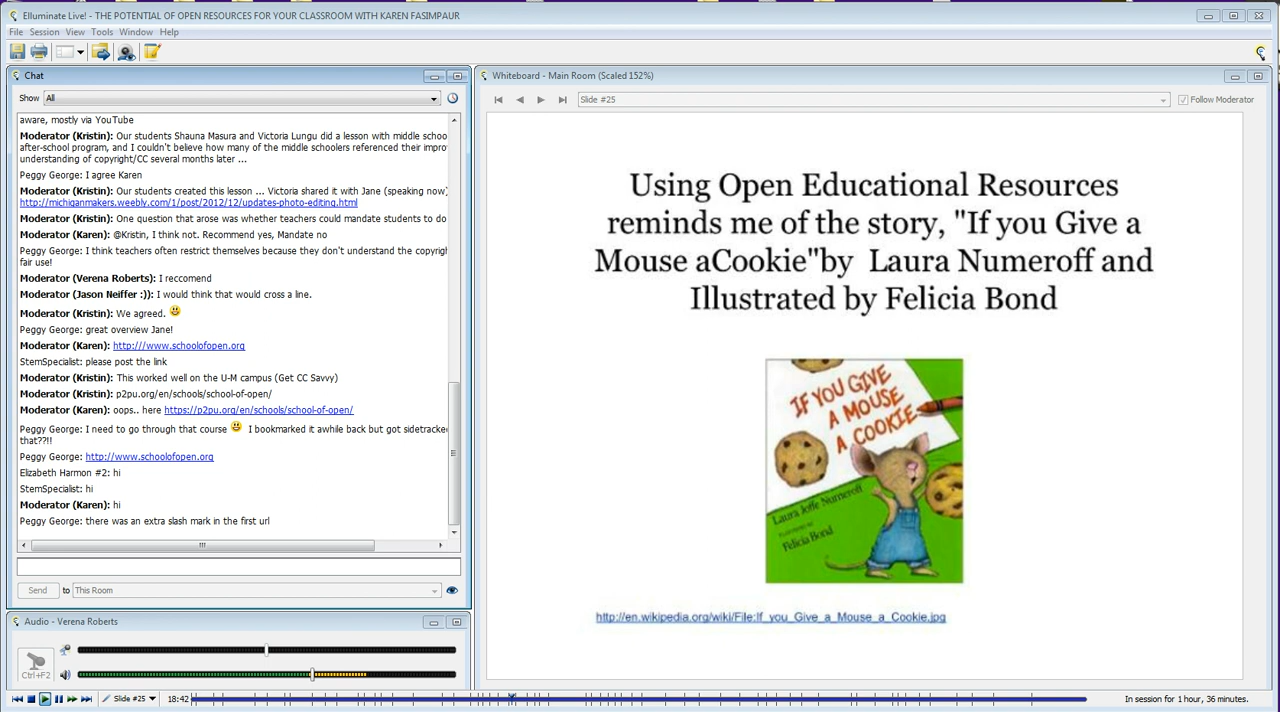 Elluminate Live! - THE POTENTIAL OF OPEN RESOURCES FOR YOUR CLASSROOM WITH KAREN FASIMPAUR
File Session View Tools Window Help
Chat
Show All
aware, mostly via YouTube
Moderator (Kristin): Our students Shauna Masura and Victoria Lungu did a lesson with middle schoo
after-school program, and I couldn't believe how many of the middle schoolers referenced their impro
understanding of copyright/CC several months later ...
Peggy George: I agree Karen
Moderator (Kristin): Our students created this lesson ... Victoria shared it with Jane (speaking now)
http://michiganmakers.weebly.com/1/post/2012/12/updates-photo-editing.html
Moderator (Kristin): One question that arose was whether teachers could mandate students to do
Moderator (Karen): @Kristin, I think not. Recommend yes, Mandate no
Peggy George: I think teachers often restrict themselves because they don't understand the copyrigh
fair use!
Moderator (Verena Roberts): I reccomend
Moderator (Jason Neiffer :)): I would think that would cross a line.
Moderator (Kristin): We agreed.
Peggy George: great overview Jane!
Moderator (Karen): http:///www.schoolofopen.org
StemSpecialist: please post the link
Moderator (Kristin): This worked well on the U-M campus (Get CC Savvy)
Moderator (Kristin): p2pu.org/en/schools/school-of-open/
Moderator (Karen): oops.. here https://p2pu.org/en/schools/school-of-open/
Peggy George: I need to go through that course I bookmarked it awhile back but got sidetracke
that??!!
Peggy George: http://www.schoolofopen.org
Elizabeth Harmon #2: hi
StemSpecialist: hi
Moderator (Karen): hi
Peggy George: there was an extra slash mark in the first url
Send to This Room
Audio - Verena Roberts
Ctrl+F2
Whiteboard - Main Room (Scaled 152%)
Slide #25
Follow Moderator
Using Open Educational Resources
reminds me of the story, "If you Give a
Mouse aCookie"by Laura Numeroff and
Illustrated by Felicia Bond
IF YOU GIVE
A MOUSE
A COOKIE
Laura Joffe Numeroff
Felicia Bond
http://en.wikipedia.org/wiki/File:If_you_Give_a_Mouse_a_Cookie.jpg
Slide #25
18:42
In session for 1 hour, 36 minutes.